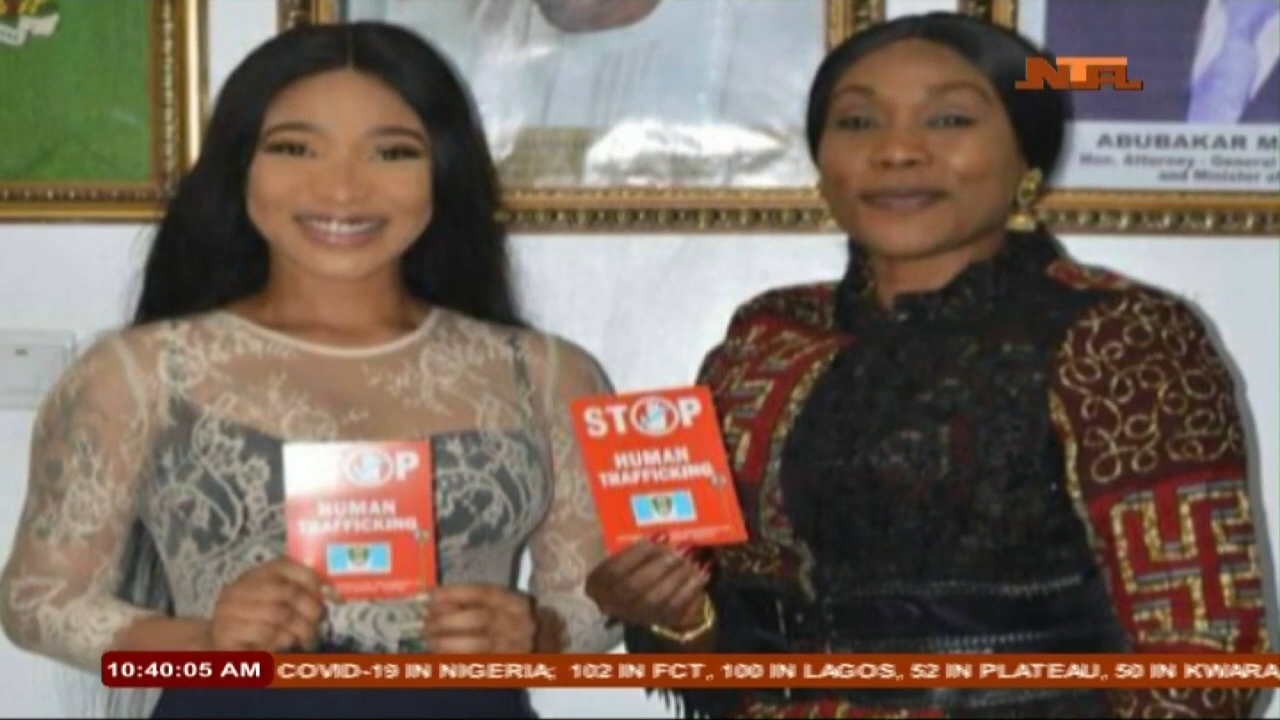 NTA
ABUBAKAR M
Hon. Attorney - General
and Minister of
STOP
HUMAN
TRAFFICKING
STOP
HUMAN
TRAFFICKING
10:40:05 AM COVID-19 IN NIGERIA; 102 IN FCT, 100 IN LAGOS, 52 IN PLATEAU, 50 IN KWARA,